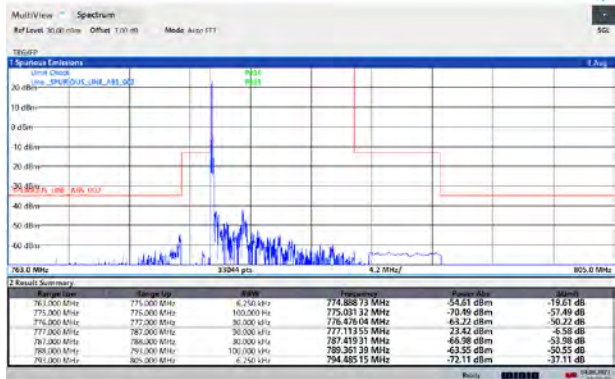 MultiView Spectrum
Ref Level 30.00 dBm Offset 7.00 dB Mode Auto FFT
SGL
1 Spurious Emissions
Limit Check PASS
Line _SPURIOUS_LINE_ABS_002 PASS
20 dBm
10 dBm
0 dBm
-10 dBm
-20 dBm
-30 dBm
-40 dBm
-50 dBm
-60 dBm
763.0 MHz 33044 pts 4.2 MHz/ 805.0 MHz
2 Result Summary
Range Low Range Up RBW Frequency Power Abs ΔLimit
763.000 MHz 775.000 MHz 6.250 kHz 774.888 73 MHz -54.61 dBm -19.61 dB
775.000 MHz 776.000 MHz 100.000 kHz 775.031 32 MHz -70.49 dBm -57.49 dB
776.000 MHz 777.000 MHz 30.000 kHz 776.476 04 MHz -63.22 dBm -50.22 dB
777.000 MHz 787.000 MHz 30.000 kHz 777.113 55 MHz 23.42 dBm -6.58 dB
787.000 MHz 788.000 MHz 30.000 kHz 787.419 31 MHz -66.98 dBm -53.98 dB
788.000 MHz 793.000 MHz 100.000 kHz 789.361 39 MHz -63.55 dBm -50.55 dB
793.000 MHz 805.000 MHz 6.250 kHz 794.485 15 MHz -72.11 dBm -37.11 dB
Ready